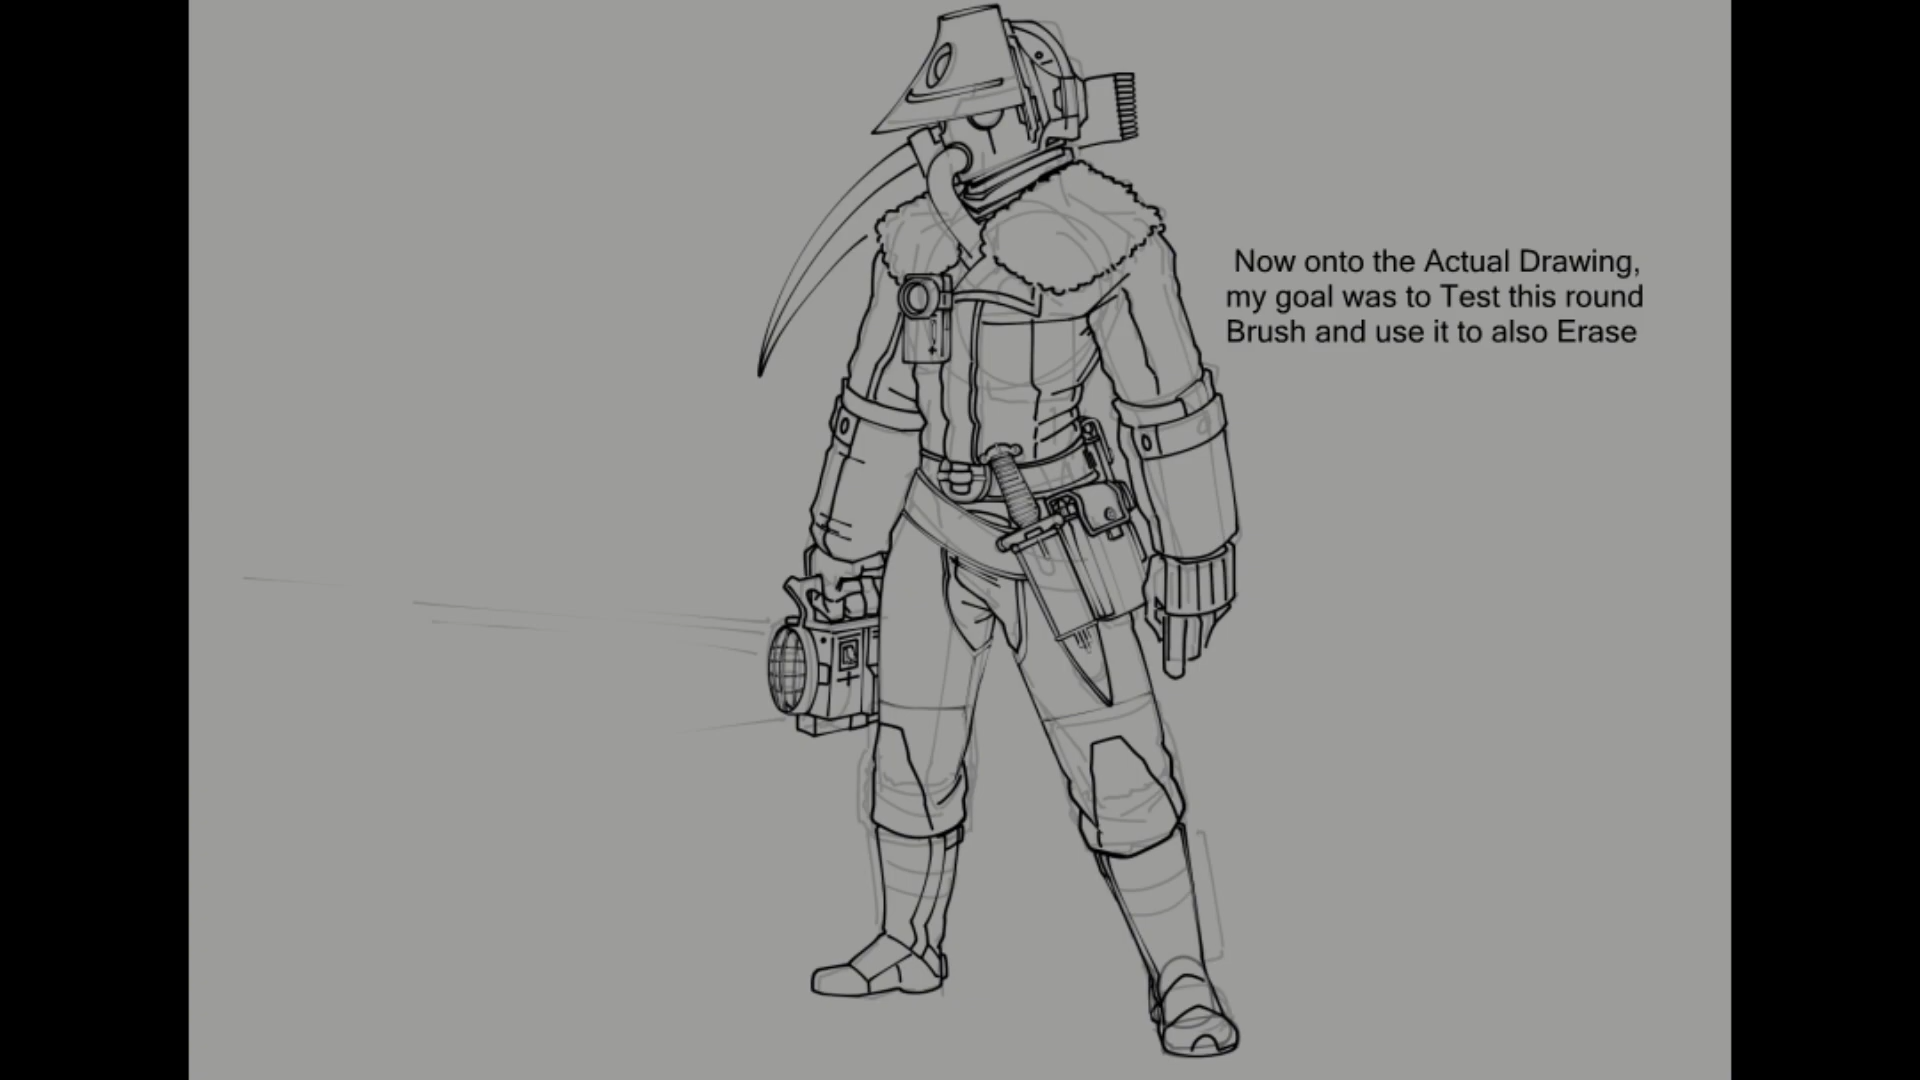 Now onto the Actual Drawing,
my goal was to Test this round
Brush and use it to also Erase